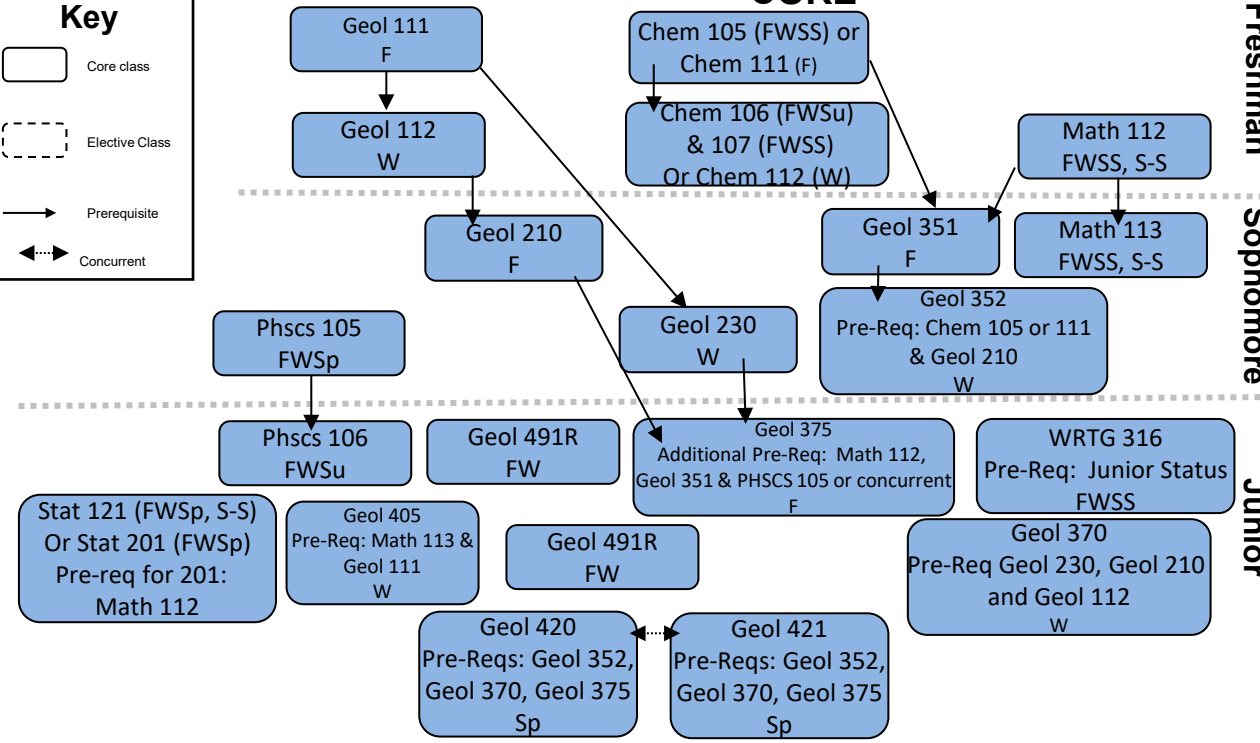 Key
Core class
Elective Class
Prerequisite
Concurrent
CORE
Freshman
Geol 111
F
Chem 105 (FWSS) or
Chem 111 (F)
Geol 112
W
Chem 106 (FWSu)
& 107 (FWSS)
Or Chem 112 (W)
Math 112
FWSS, S-S
Sophomore
Geol 210
F
Geol 351
F
Math 113
FWSS, S-S
Phscs 105
FWSp
Geol 230
W
Geol 352
Pre-Req: Chem 105 or 111
& Geol 210
W
Junior
Phscs 106
FWSu
Geol 491R
FW
Geol 375
Additional Pre-Req: Math 112,
Geol 351 & PHSCS 105 or concurrent
F
WRTG 316
Pre-Req: Junior Status
FWSS
Stat 121 (FWSp, S-S)
Or Stat 201 (FWSp)
Pre-req for 201:
Math 112
Geol 405
Pre-Req: Math 113 &
Geol 111
W
Geol 491R
FW
Geol 370
Pre-Req Geol 230, Geol 210
and Geol 112
W
Geol 420
Pre-Reqs: Geol 352,
Geol 370, Geol 375
Sp
Geol 421
Pre-Reqs: Geol 352,
Geol 370, Geol 375
Sp